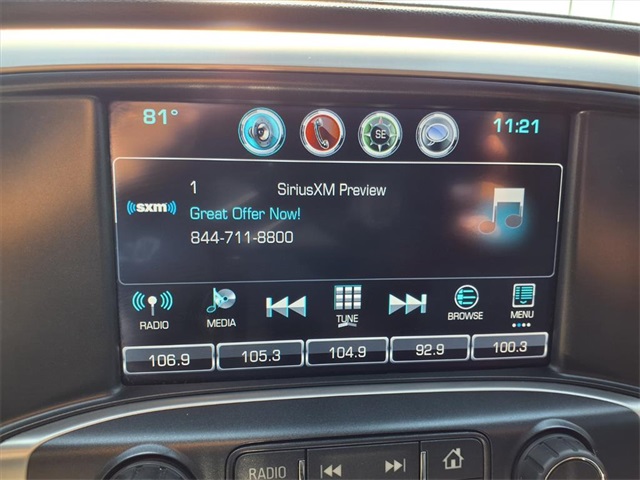 81°
SE
11:21
((sxm))
1 SiriusXM Preview
Great Offer Now!
844-711-8800
RADIO
MEDIA
TUNE
BROWSE
MENU
106.9 105.3 104.9 92.9 100.3
RADIO